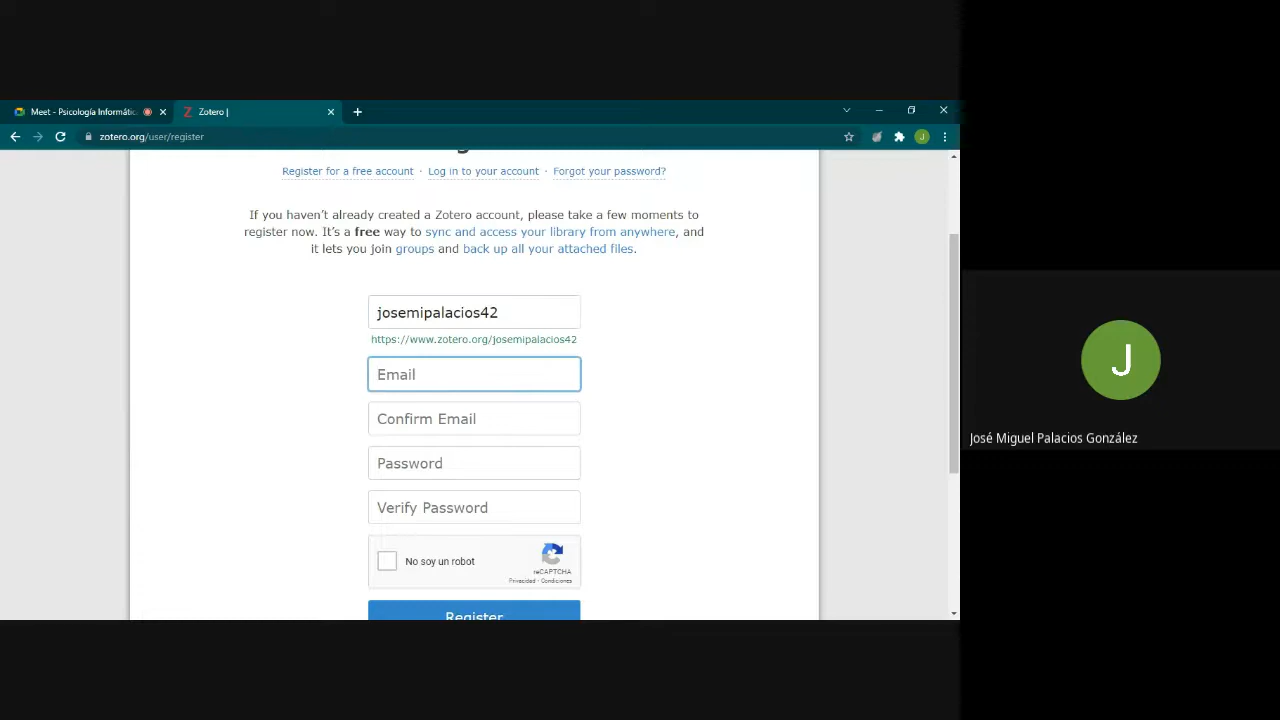 Meet - Psicología Informátic
Zotero |
zotero.org/user/register
J
Register for a free account · Log in to your account · Forgot your password?
If you haven't already created a Zotero account, please take a few moments to
register now. It's a free way to sync and access your library from anywhere, and
it lets you join groups and back up all your attached files.
josemipalacios42
https://www.zotero.org/josemipalacios42
Email
Confirm Email
Password
Verify Password
No soy un robot
reCAPTCHA
Privacidad - Condiciones
Register
J
José Miguel Palacios González